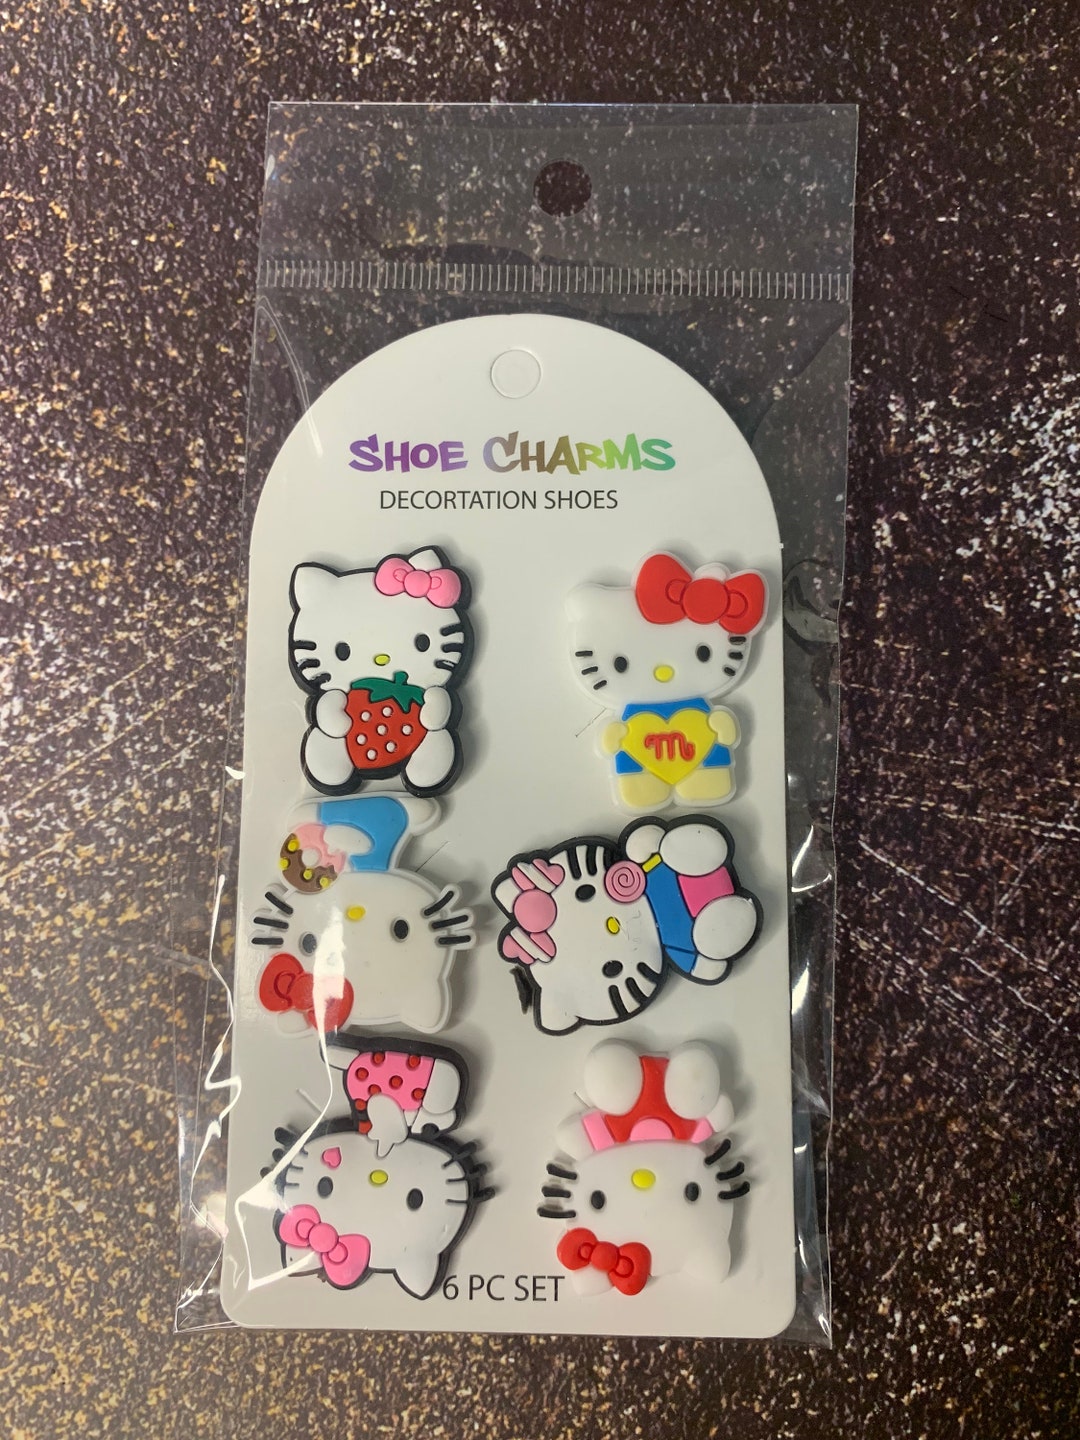 SHOE CHARMS
DECORTATION SHOES
m
6 PC SET